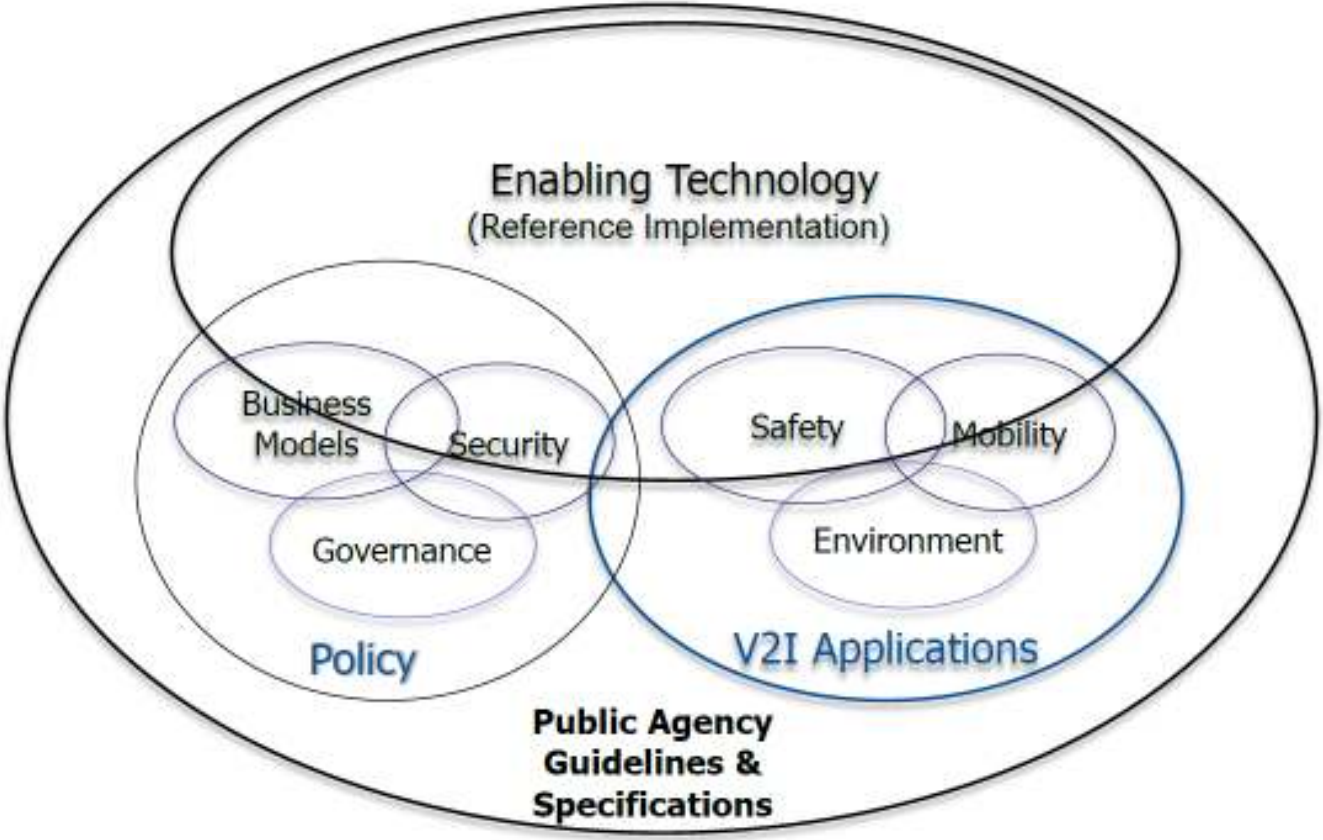 Enabling Technology
(Reference Implementation)
Business
Models
Security
Governance
Policy
Safety
Mobility
Environment
V2I Applications
Public Agency
Guidelines &
Specifications